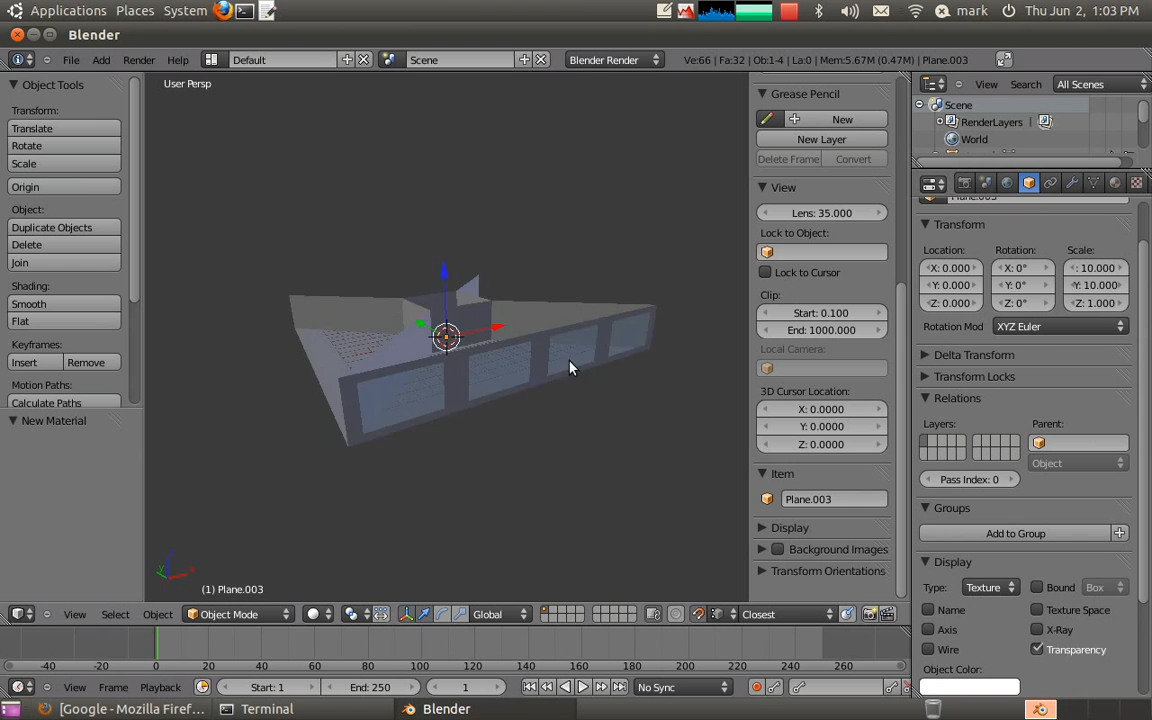 Applications Places System mark Thu Jun 2, 1:03 PM
Blender
File Add Render Help Default Scene Blender Render Ve:66 | Fa:32 | Ob:1-4 | La:0 | Mem:5.67M (0.47M) | Plane.003
Object Tools
Transform:
Translate
Rotate
Scale
Origin
Object:
Duplicate Objects
Delete
Join
Shading:
Smooth
Flat
Keyframes:
Insert Remove
Motion Paths:
Calculate Paths
New Material
User Persp
(1) Plane.003
Grease Pencil
New
New Layer
Delete Frame Convert
View
Lens: 35.000
Lock to Object:
Lock to Cursor
Clip:
Start: 0.100
End: 1000.000
Local Camera:
3D Cursor Location:
X: 0.0000
Y: 0.0000
Z: 0.0000
Item
Plane.003
Display
Background Images
Transform Orientations
View Search All Scenes
Scene
RenderLayers
World
Plane.003
Transform
Location: Rotation: Scale:
X: 0.000 X: 0° : 10.000
Y: 0.000 Y: 0° Y: 10.000
Z: 0.000 Z: 0° Z: 1.000
Rotation Mod XYZ Euler
Delta Transform
Transform Locks
Relations
Layers: Parent:
Object
Pass Index: 0
Groups
Add to Group
Display
Type: Texture Bound Box
Name Texture Space
Axis X-Ray
Wire Transparency
Object Color:
View Select Object Object Mode Global Closest
-40 -20 0 20 40 60 80 100 120 140 160 180 200 220 240 260
View Frame Playback Start: 1 End: 250 1 No Sync
[Google - Mozilla Firef... Terminal Blender